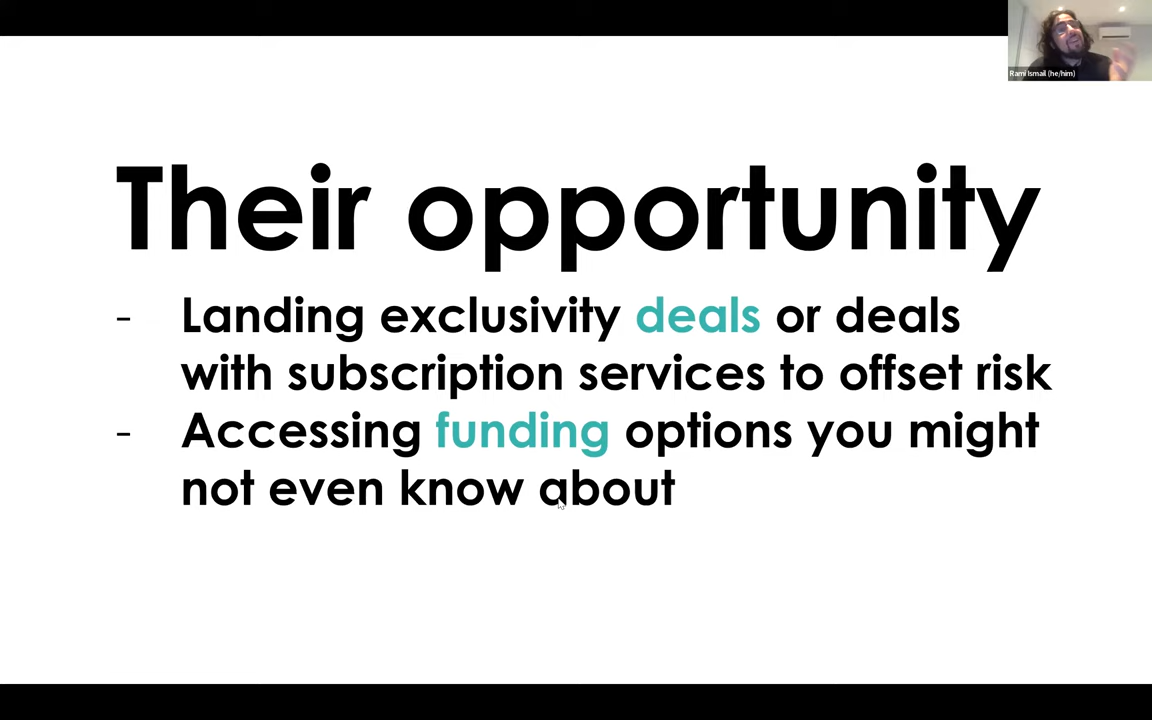 Rami Ismail (he/him)
Their opportunity
- Landing exclusivity deals or deals
with subscription services to offset risk
- Accessing funding options you might
not even know about